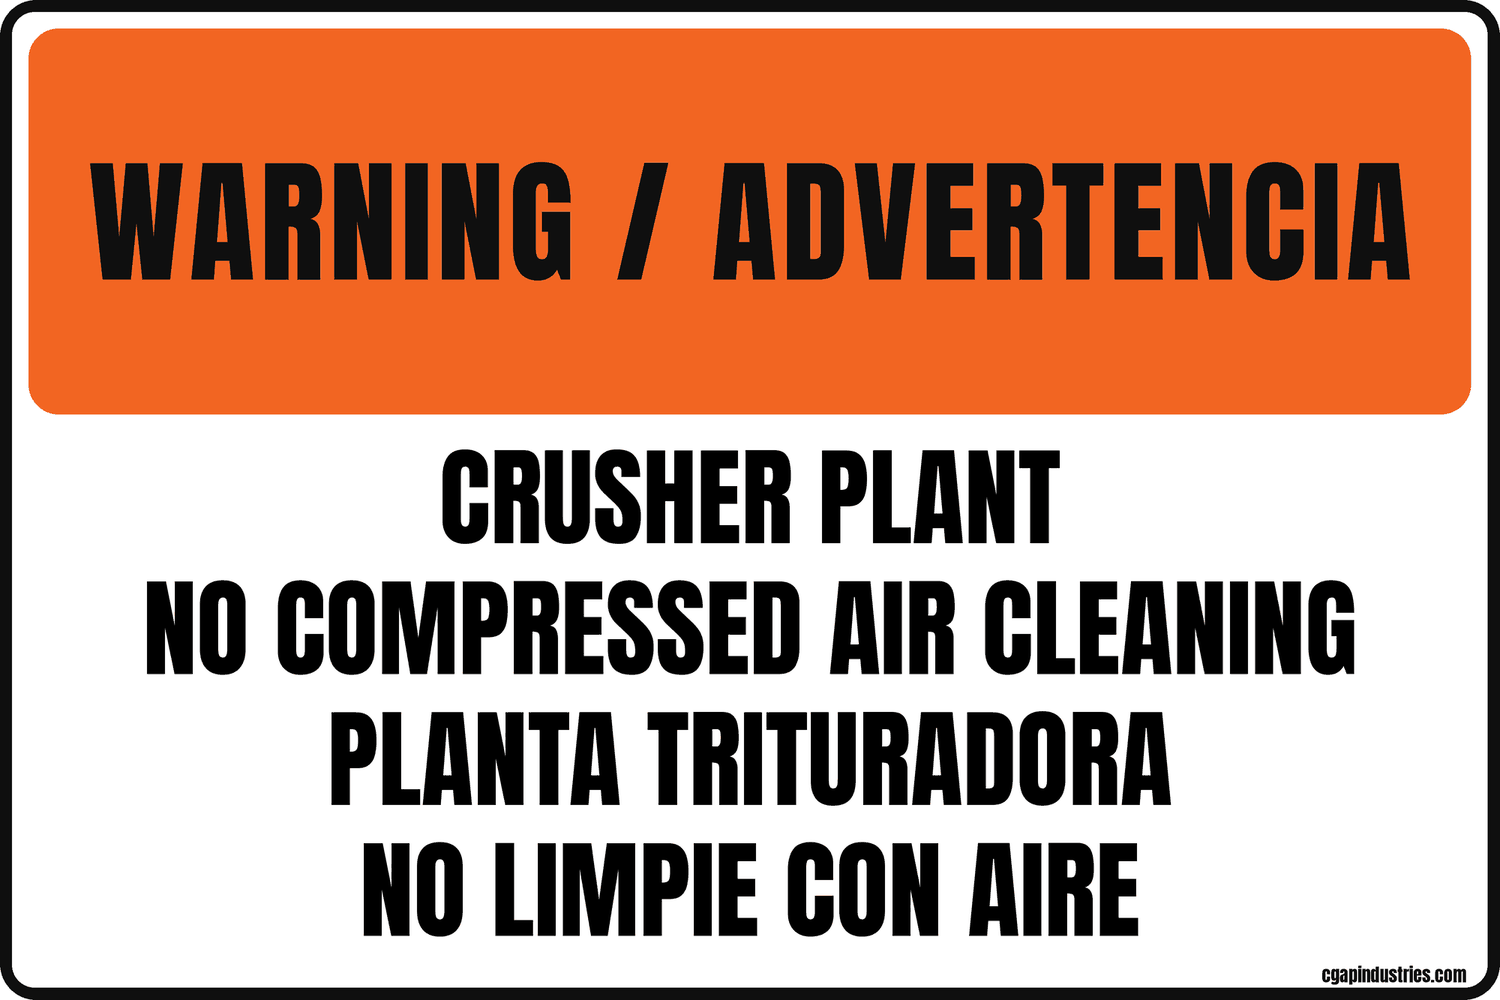 WARNING / ADVERTENCIA
CRUSHER PLANT
NO COMPRESSED AIR CLEANING
PLANTA TRITURADORA
NO LIMPIE CON AIRE
cgapindustries.com